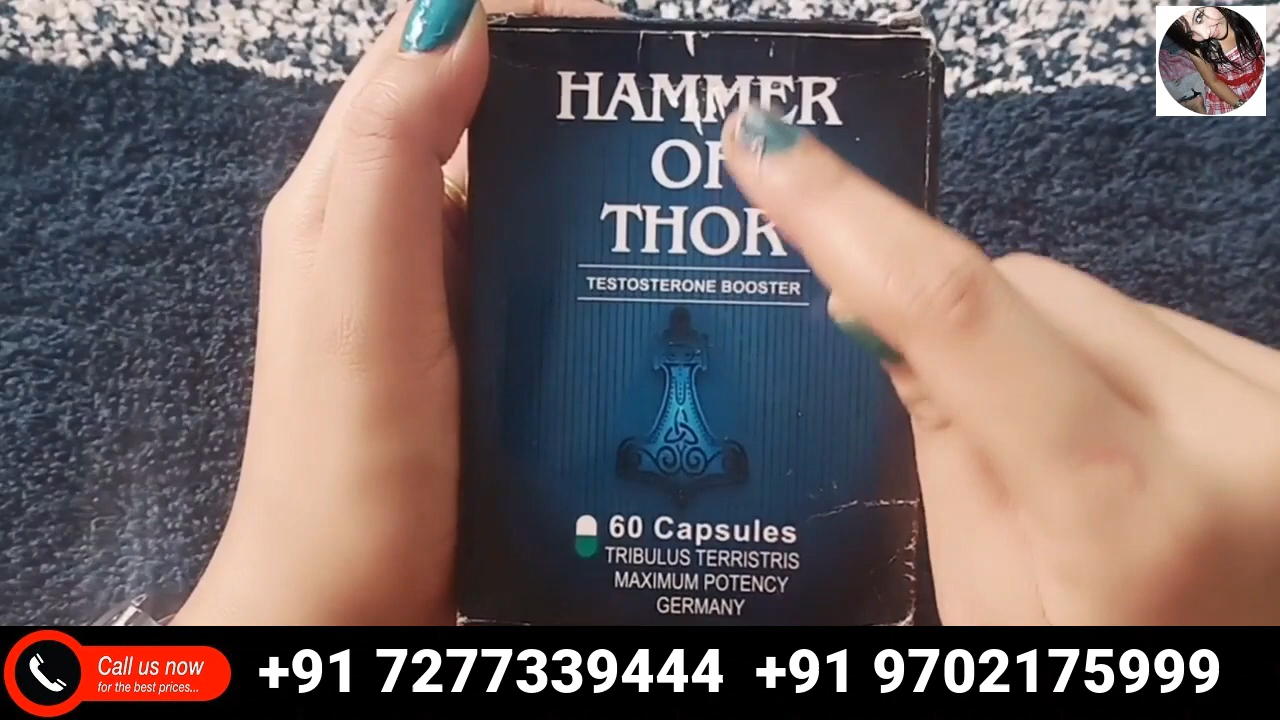 HAMMER
OF
THOR
TESTOSTERONE BOOSTER
60 Capsules
TRIBULUS TERRISTRIS
MAXIMUM POTENCY
GERMANY
Call us now
for the best prices...
+91 7277339444 +91 9702175999